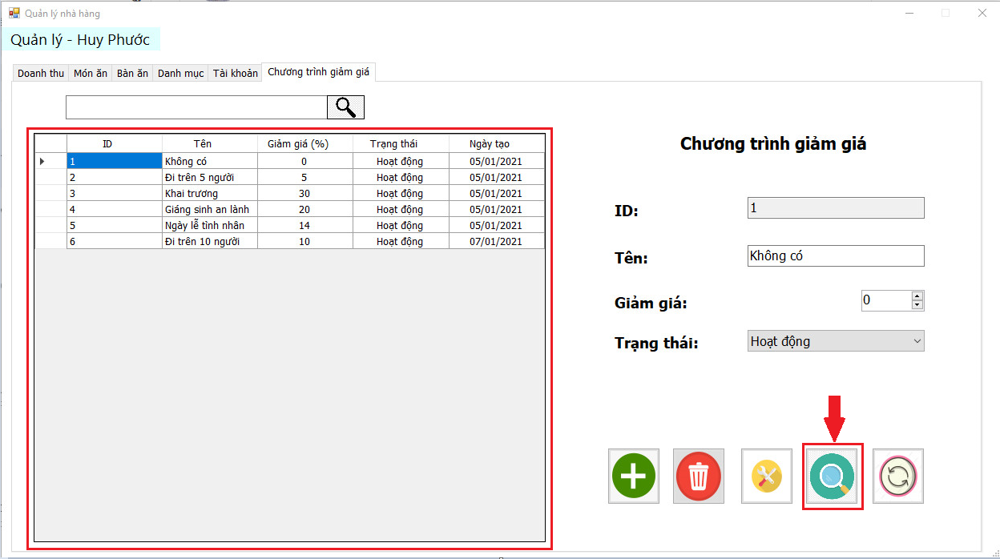 Quản lý nhà hàng
Quản lý - Huy Phước
Doanh thu Món ăn Bàn ăn Danh mục Tài khoản Chương trình giảm giá
ID Tên Giảm giá (%) Trạng thái Ngày tạo
1 Không có 0 Hoạt động 05/01/2021
2 Đi trên 5 người 5 Hoạt động 05/01/2021
3 Khai trương 30 Hoạt động 05/01/2021
4 Giáng sinh an lành 20 Hoạt động 05/01/2021
5 Ngày lễ tình nhân 14 Hoạt động 05/01/2021
6 Đi trên 10 người 10 Hoạt động 07/01/2021
Chương trình giảm giá
ID: 1
Tên: Không có
Giảm giá: 0
Trạng thái: Hoạt động